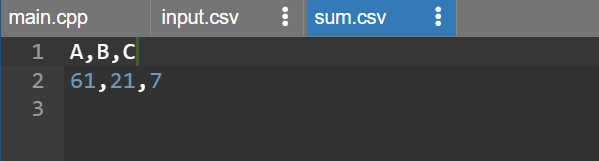 main.cpp input.csv sum.csv
1 A,B,C
2 61,21,7
3